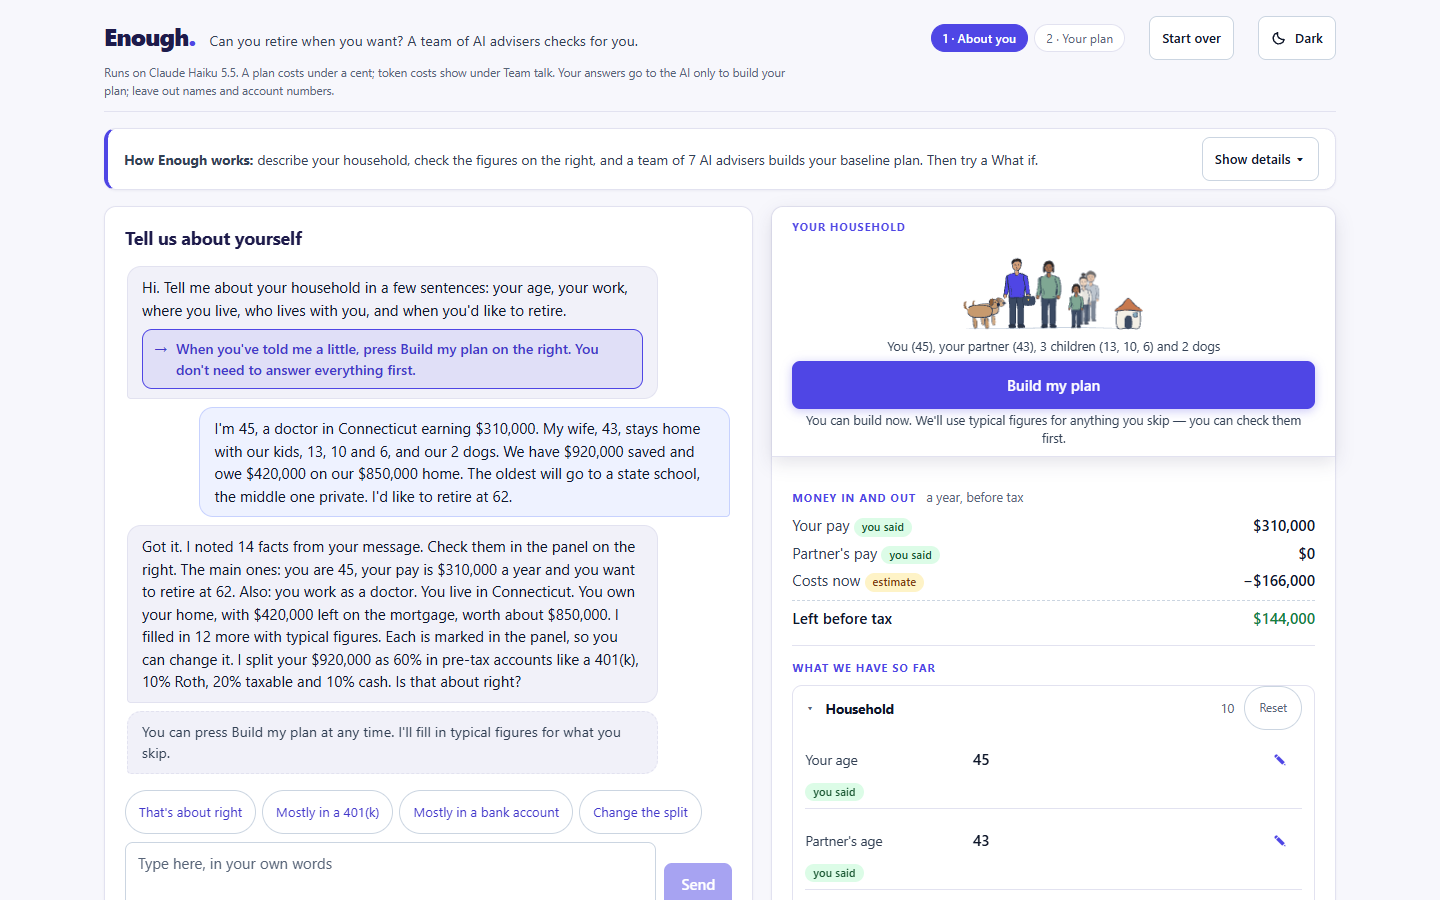 Enough.
Can you retire when you want? A team of AI advisers checks for you.
1 · About you
2 · Your plan
Start over
Dark
Runs on Claude Haiku 5.5. A plan costs under a cent; token costs show under Team talk. Your answers go to the AI only to build your
plan; leave out names and account numbers.
How Enough works: describe your household, check the figures on the right, and a team of 7 AI advisers builds your baseline plan. Then try a What if.
Show details
Tell us about yourself
Hi. Tell me about your household in a few sentences: your age, your work,
where you live, who lives with you, and when you'd like to retire.
→ When you've told me a little, press Build my plan on the right. You
don't need to answer everything first.
I'm 45, a doctor in Connecticut earning $310,000. My wife, 43, stays home
with our kids, 13, 10 and 6, and our 2 dogs. We have $920,000 saved and
owe $420,000 on our $850,000 home. The oldest will go to a state school,
the middle one private. I'd like to retire at 62.
Got it. I noted 14 facts from your message. Check them in the panel on the
right. The main ones: you are 45, your pay is $310,000 a year and you want
to retire at 62. Also: you work as a doctor. You live in Connecticut. You own
your home, with $420,000 left on the mortgage, worth about $850,000. I
filled in 12 more with typical figures. Each is marked in the panel, so you
can change it. I split your $920,000 as 60% in pre-tax accounts like a 401(k),
10% Roth, 20% taxable and 10% cash. Is that about right?
You can press Build my plan at any time. I'll fill in typical figures for what you
skip.
That's about right
Mostly in a 401(k)
Mostly in a bank account
Change the split
Type here, in your own words
Send
YOUR HOUSEHOLD
You (45), your partner (43), 3 children (13, 10, 6) and 2 dogs
Build my plan
You can build now. We'll use typical figures for anything you skip — you can check them
first.
MONEY IN AND OUT a year, before tax
Your pay you said $310,000
Partner's pay you said $0
Costs now estimate −$166,000
Left before tax $144,000
WHAT WE HAVE SO FAR
Household 10 Reset
Your age 45
you said
Partner's age 43
you said